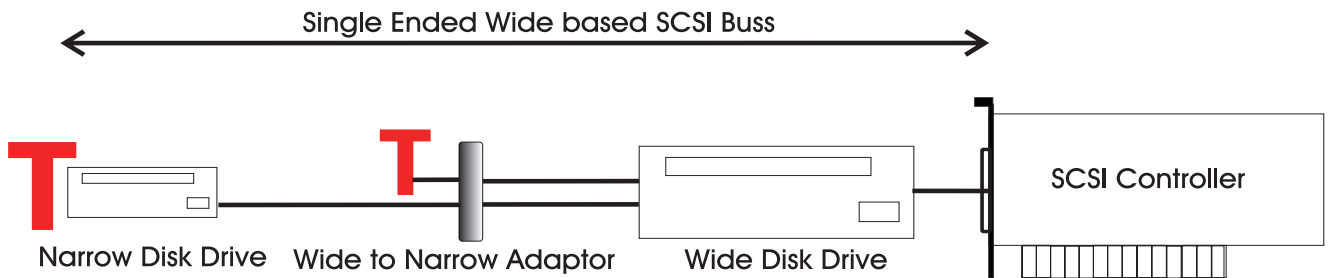 Single Ended Wide based SCSI Buss
T
T
SCSI Controller
Narrow Disk Drive
Wide to Narrow Adaptor
Wide Disk Drive